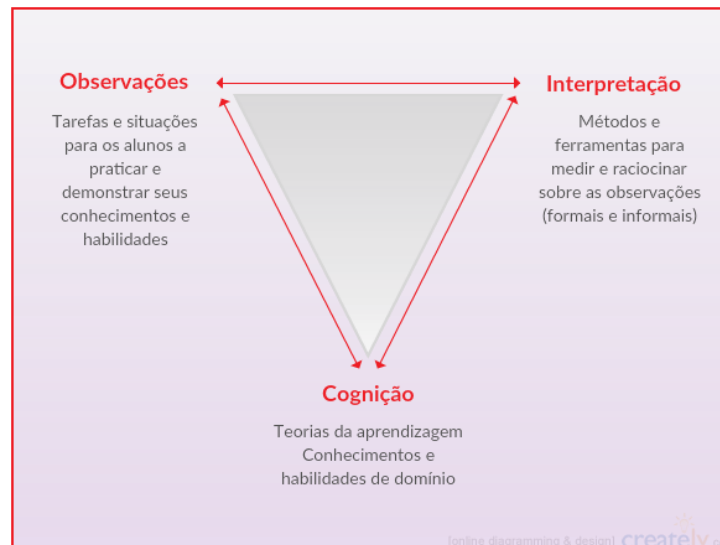 Observações
Tarefas e situações
para os alunos a
praticar e
demonstrar seus
conhecimentos e
habilidades
Interpretação
Métodos e
ferramentas para
medir e raciocinar
sobre as observações
(formais e informais)
Cognição
Teorias da aprendizagem
Conhecimentos e
habilidades de domínio
[online diagramming & design] creately.c